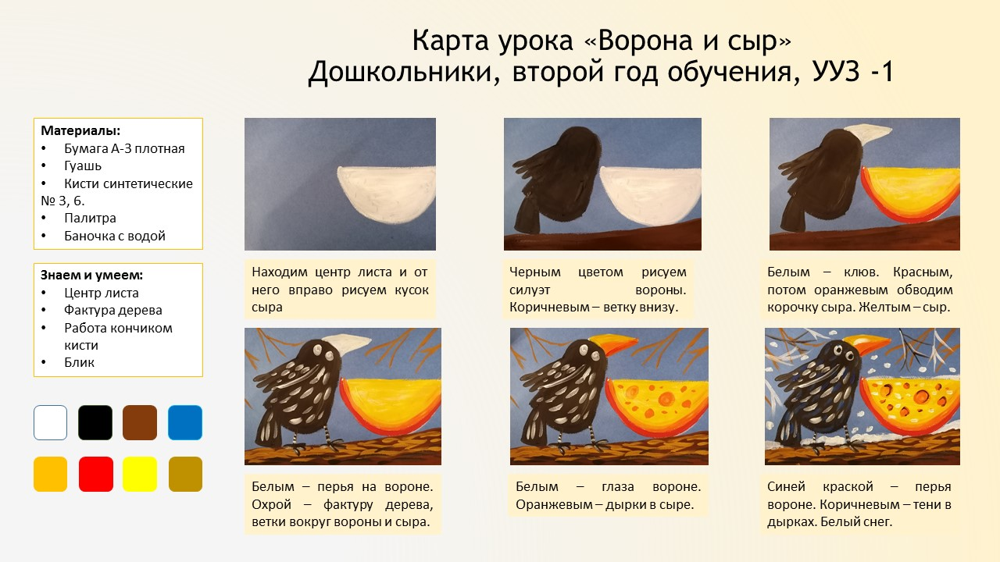 Карта урока «Ворона и сыр»
Дошкольники, второй год обучения, УУЗ -1
Материалы:
• Бумага А-3 плотная
• Гуашь
• Кисти синтетические
№ 3, 6.
• Палитра
• Баночка с водой
Знаем и умеем:
• Центр листа
• Фактура дерева
• Работа кончиком
кисти
• Блик
Находим центр листа и от
него вправо рисуем кусок
сыра
Черным цветом рисуем
силуэт вороны.
Коричневым – ветку внизу.
Белым – клюв. Красным,
потом оранжевым обводим
корочку сыра. Желтым – сыр.
Белым – перья на вороне.
Охрой – фактуру дерева,
ветки вокруг вороны и сыра.
Белым – глаза вороне.
Оранжевым – дырки в сыре.
Синей краской – перья
вороне. Коричневым – тени в
дырках. Белый снег.